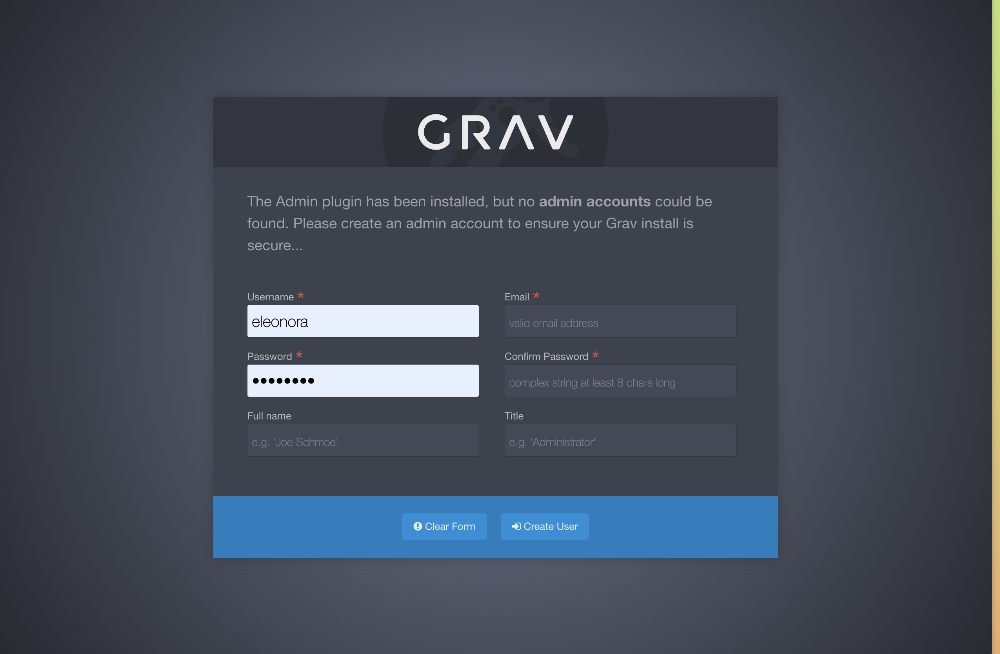 GRAV
The Admin plugin has been installed, but no admin accounts could be
found. Please create an admin account to ensure your Grav install is
secure...
Username *
Email *
eleonora
valid email address
Password *
Confirm Password *
••••••••
complex string at least 8 chars long
Full name
Title
e.g. 'Joe Schmoe'
e.g. 'Administrator'
Clear Form
Create User